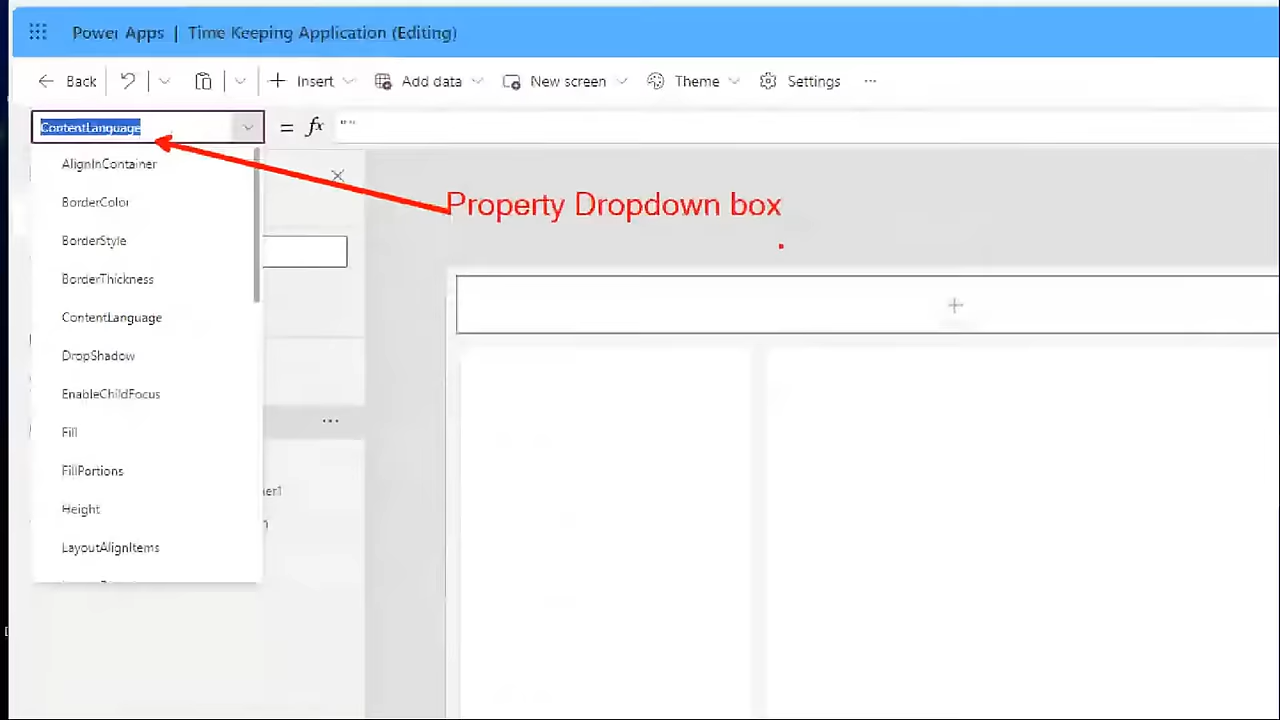 Power Apps | Time Keeping Application (Editing)
Back Insert Add data New screen Theme Settings ...
ContentLanguage = fx ""
AlignInContainer
Property Dropdown box
BorderColor
BorderStyle
BorderThickness
ContentLanguage
DropShadow
EnableChildFocus
Fill
FillPortions
Height
ner1
LayoutAlignItems